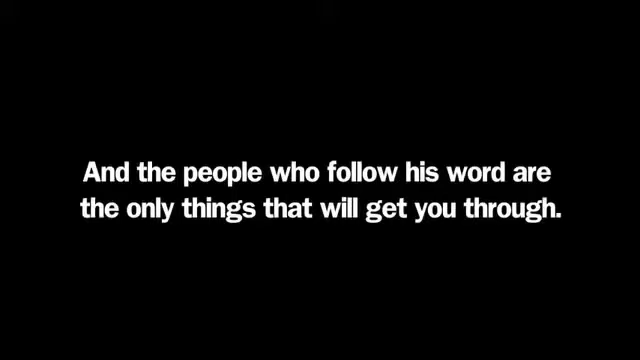 And the people who follow his word are
the only things that will get you through.